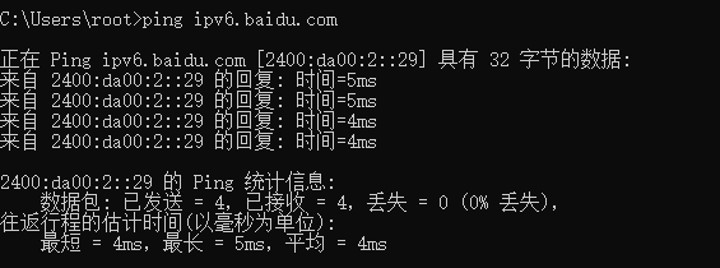 C:\Users\root>ping ipv6.baidu.com
正在 Ping ipv6.baidu.com [2400:da00:2::29] 具有 32 字节的数据:
来自 2400:da00:2::29 的回复: 时间=5ms
来自 2400:da00:2::29 的回复: 时间=5ms
来自 2400:da00:2::29 的回复: 时间=4ms
来自 2400:da00:2::29 的回复: 时间=4ms
2400:da00:2::29 的 Ping 统计信息:
数据包: 已发送 = 4, 已接收 = 4, 丢失 = 0 (0% 丢失),
往返行程的估计时间(以毫秒为单位):
最短 = 4ms, 最长 = 5ms, 平均 = 4ms